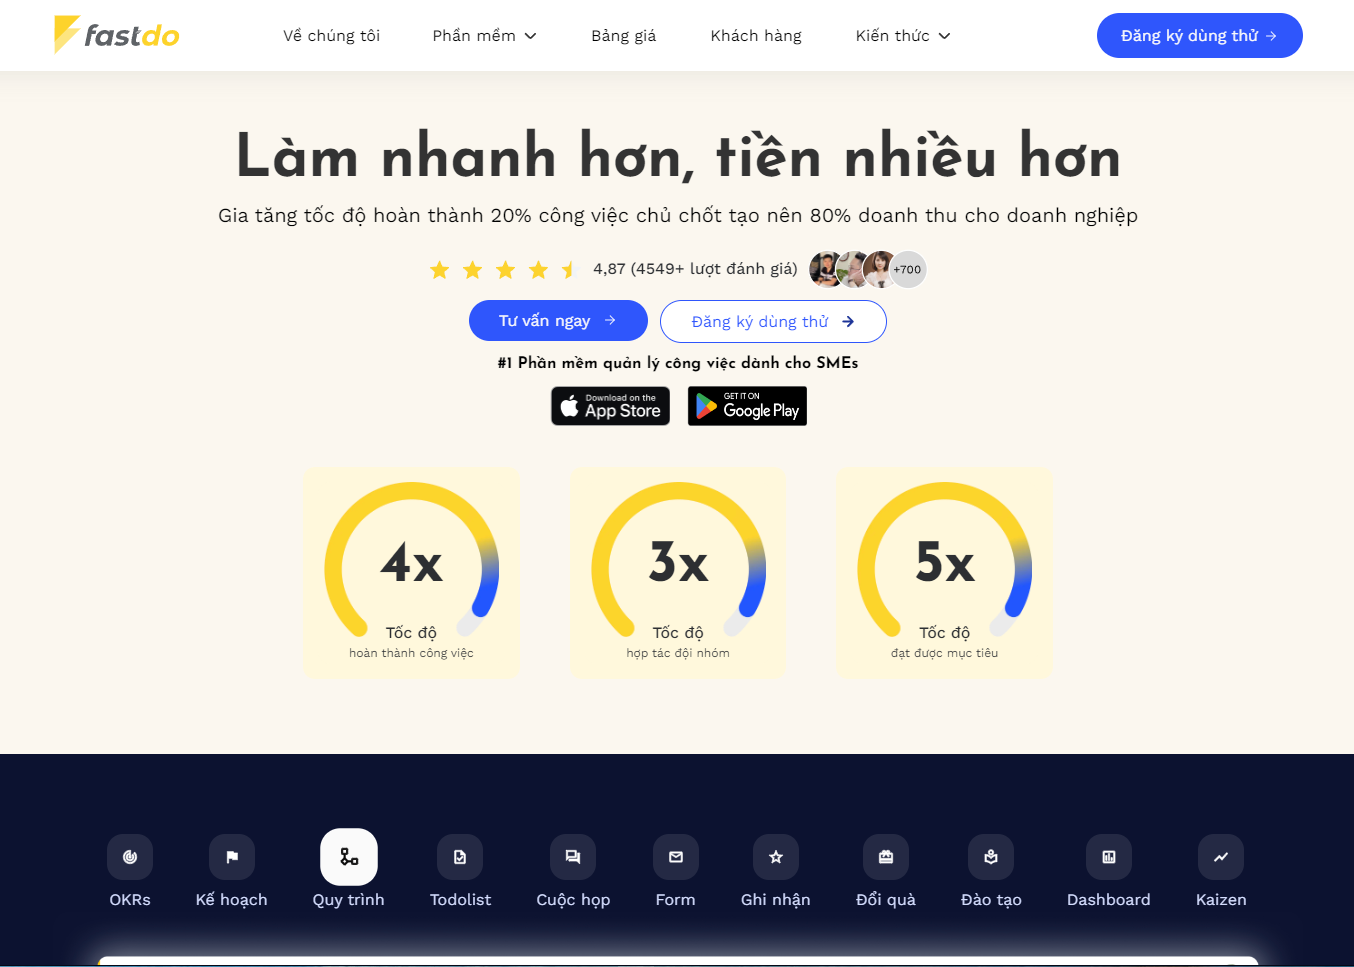 fastdo
Về chúng tôi
Phần mềm
Bảng giá
Khách hàng
Kiến thức
Đăng ký dùng thử
Làm nhanh hơn, tiền nhiều hơn
Gia tăng tốc độ hoàn thành 20% công việc chủ chốt tạo nên 80% doanh thu cho doanh nghiệp
4,87 (4549+ lượt đánh giá)
+700
Tư vấn ngay
Đăng ký dùng thử
#1 Phần mềm quản lý công việc dành cho SMEs
Download on the
App Store
GET IT ON
Google Play
4x
Tốc độ
hoàn thành công việc
3x
Tốc độ
hợp tác đội nhóm
5x
Tốc độ
đạt được mục tiêu
OKRs
Kế hoạch
Quy trình
Todolist
Cuộc họp
Form
Ghi nhận
Đổi quà
Đào tạo
Dashboard
Kaizen